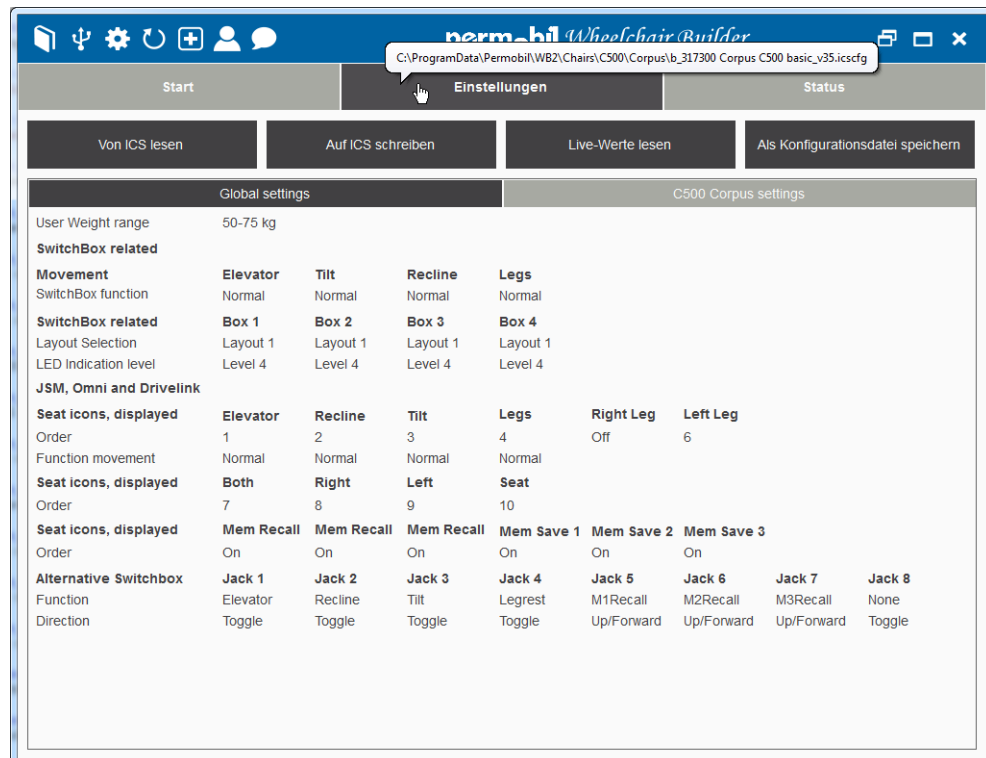 permobil Wheelchair Builder
C:\ProgramData\Permobil\WB2\Chairs\C500\Corpus\b_317300 Corpus C500 basic_v35.icscfg
Start Einstellungen Status
Von ICS lesen Auf ICS schreiben Live-Werte lesen Als Konfigurationsdatei speichern
Global settings C500 Corpus settings
User Weight range 50-75 kg
SwitchBox related
Movement Elevator Tilt Recline Legs
SwitchBox function Normal Normal Normal Normal
SwitchBox related Box 1 Box 2 Box 3 Box 4
Layout Selection Layout 1 Layout 1 Layout 1 Layout 1
LED Indication level Level 4 Level 4 Level 4 Level 4
JSM, Omni and Drivelink
Seat icons, displayed Elevator Recline Tilt Legs Right Leg Left Leg
Order 1 2 3 4 Off 6
Function movement Normal Normal Normal Normal
Seat icons, displayed Both Right Left Seat
Order 7 8 9 10
Seat icons, displayed Mem Recall Mem Recall Mem Recall Mem Save 1 Mem Save 2 Mem Save 3
Order On On On On On On
Alternative Switchbox Jack 1 Jack 2 Jack 3 Jack 4 Jack 5 Jack 6 Jack 7 Jack 8
Function Elevator Recline Tilt Legrest M1Recall M2Recall M3Recall None
Direction Toggle Toggle Toggle Toggle Up/Forward Up/Forward Up/Forward Toggle